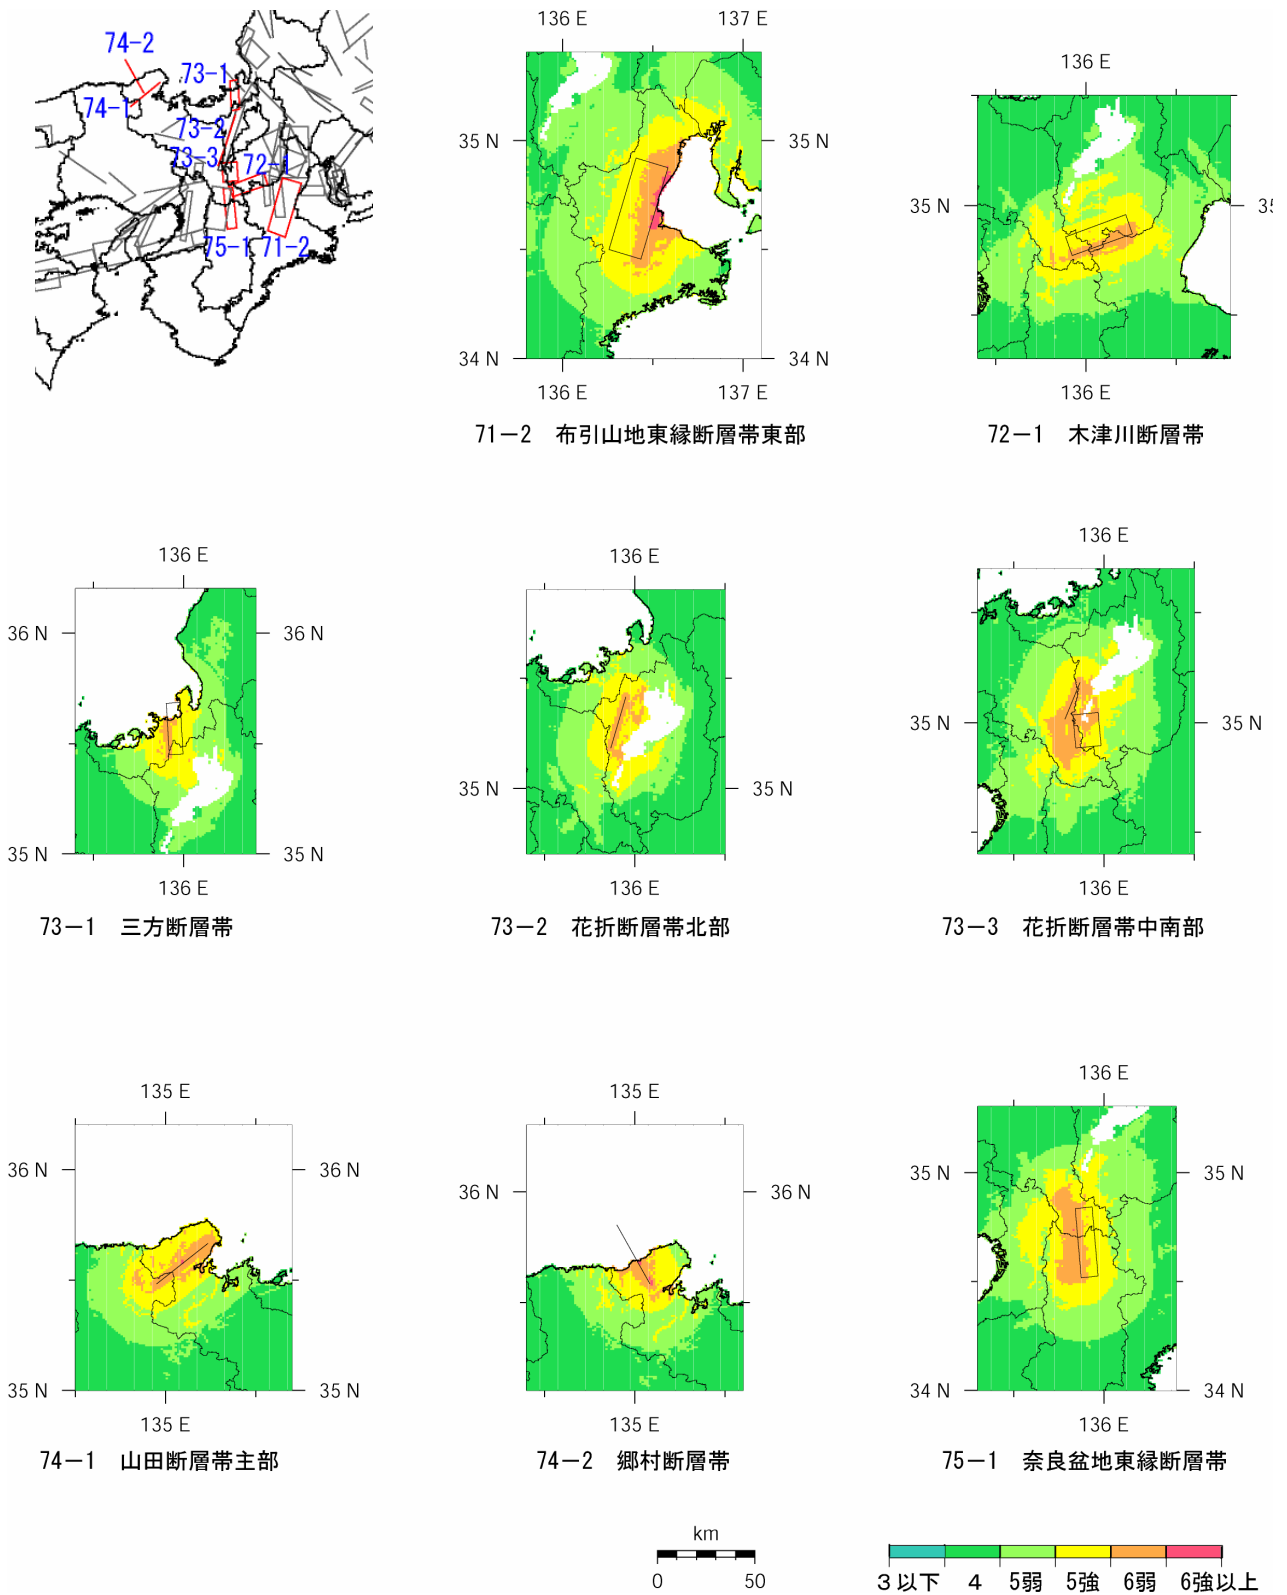 74-2
73-1
74-1
73-2
73-3
72-1
75-1
71-2
136 E
137 E
35 N
35 N
34 N
34 N
136 E
137 E
71-2 布引山地東縁断層帯東部
136 E
35 N
35
136 E
72-1 木津川断層帯
136 E
36 N
36 N
35 N
35 N
136 E
73-1 三方断層帯
136 E
35 N
35 N
136 E
73-2 花折断層帯北部
136 E
35 N
35 N
136 E
73-3 花折断層帯中南部
135 E
36 N
36 N
35 N
35 N
135 E
74-1 山田断層帯主部
135 E
36 N
36 N
135 E
74-2 郷村断層帯
136 E
35 N
35 N
34 N
34 N
136 E
75-1 奈良盆地東縁断層帯
km
0 50
3以下 4 5弱 5強 6弱 6強以上